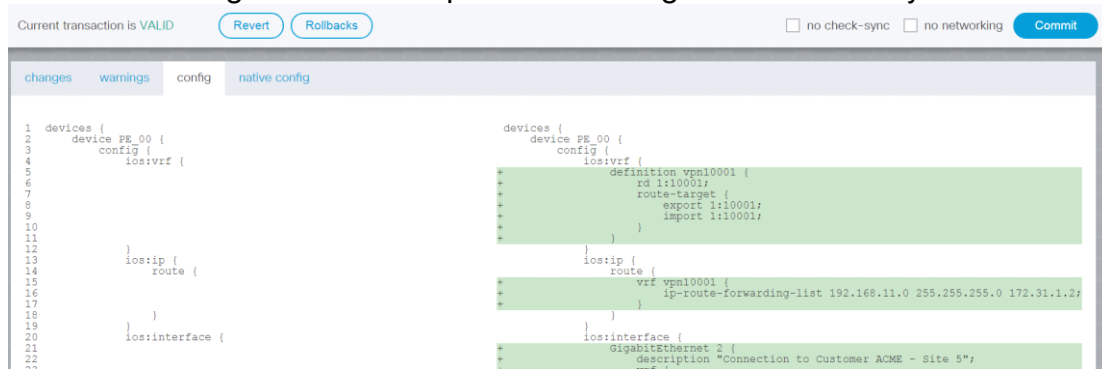 Current transaction is VALID Revert Rollbacks no check-sync no networking Commit
changes warnings config native config
1 devices { devices {
2 device PE_00 { device PE_00 {
3 config { config {
4 ios:vrf { ios:vrf {
5 + definition vpn10001 {
6 + rd 1:10001;
7 + route-target {
8 + export 1:10001;
9 + import 1:10001;
10 + }
11 + }
12 } }
13 ios:ip { ios:ip {
14 route { route {
15 + vrf vpn10001 {
16 + ip-route-forwarding-list 192.168.11.0 255.255.255.0 172.31.1.2;
17 + }
18 } }
19 } }
20 ios:interface { ios:interface {
21 + GigabitEthernet 2 {
22 + description "Connection to Customer ACME - Site 5";